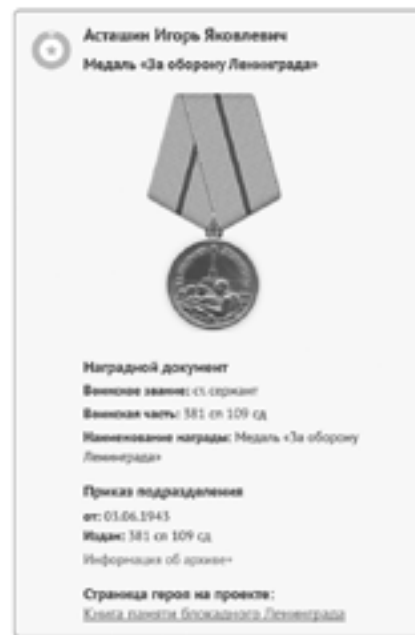 Асташин Игорь Яковлевич
Медаль «За оборону Ленинграда»
Наградной документ
Воинское звание: ст. сержант
Воинская часть: 381 сп 109 сд
Наименование награды: Медаль «За оборону
Ленинграда»
Приказ подразделения
от: 03.06.1943
Издан: 381 сп 109 сд
Информация об архиве+
Страница героя на проекте:
Книга памяти блокадного Ленинграда